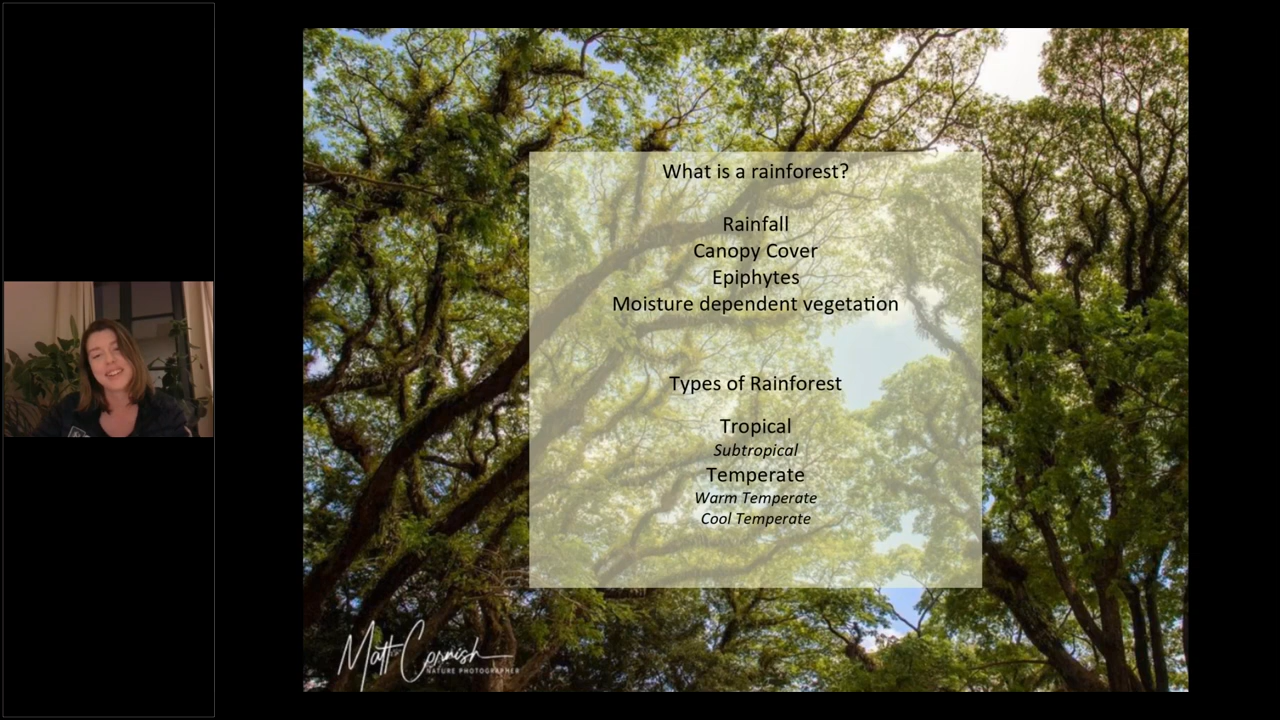 What is a rainforest?
Rainfall
Canopy Cover
Epiphytes
Moisture dependent vegetation
Types of Rainforest
Tropical
Subtropical
Temperate
Warm Temperate
Cool Temperate
Matt Cornish
NATURE PHOTOGRAPHER